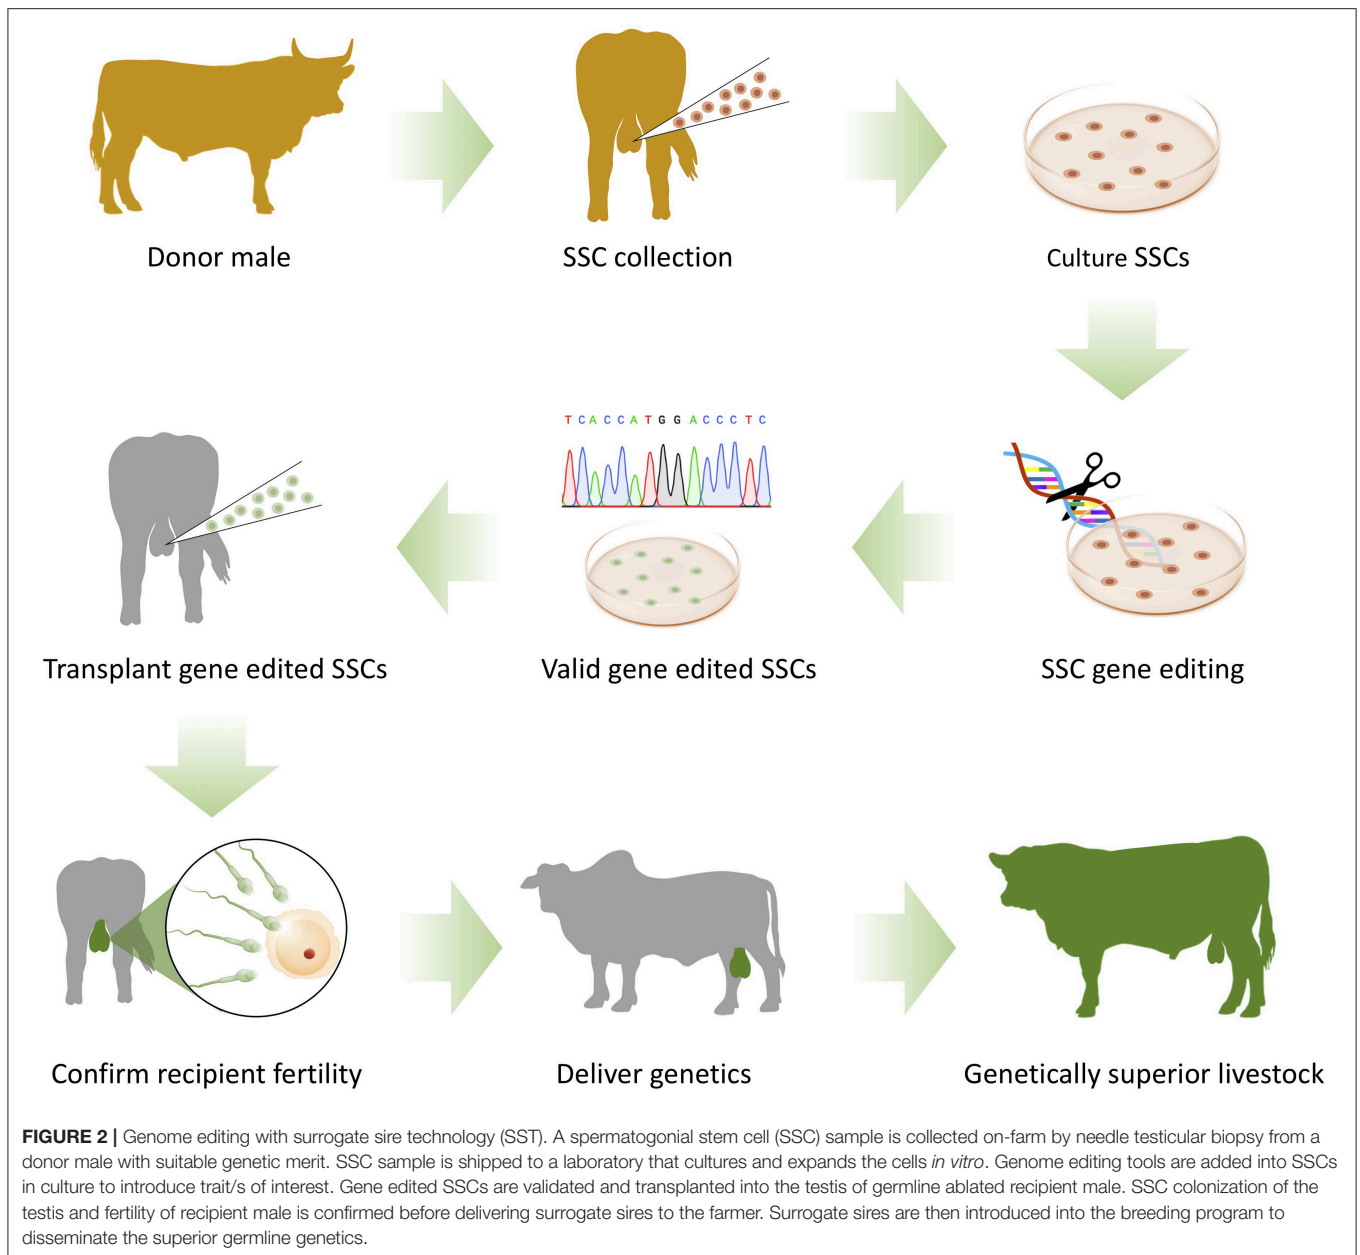 Donor male
SSC collection
Culture SSCs
T C A C C A T G G A C C C T C
Transplant gene edited SSCs
Valid gene edited SSCs
SSC gene editing
Confirm recipient fertility
Deliver genetics
Genetically superior livestock
FIGURE 2 | Genome editing with surrogate sire technology (SST). A spermatogonial stem cell (SSC) sample is collected on-farm by needle testicular biopsy from a
donor male with suitable genetic merit. SSC sample is shipped to a laboratory that cultures and expands the cells in vitro. Genome editing tools are added into SSCs
in culture to introduce trait/s of interest. Gene edited SSCs are validated and transplanted into the testis of germline ablated recipient male. SSC colonization of the
testis and fertility of recipient male is confirmed before delivering surrogate sires to the farmer. Surrogate sires are then introduced into the breeding program to
disseminate the superior germline genetics.